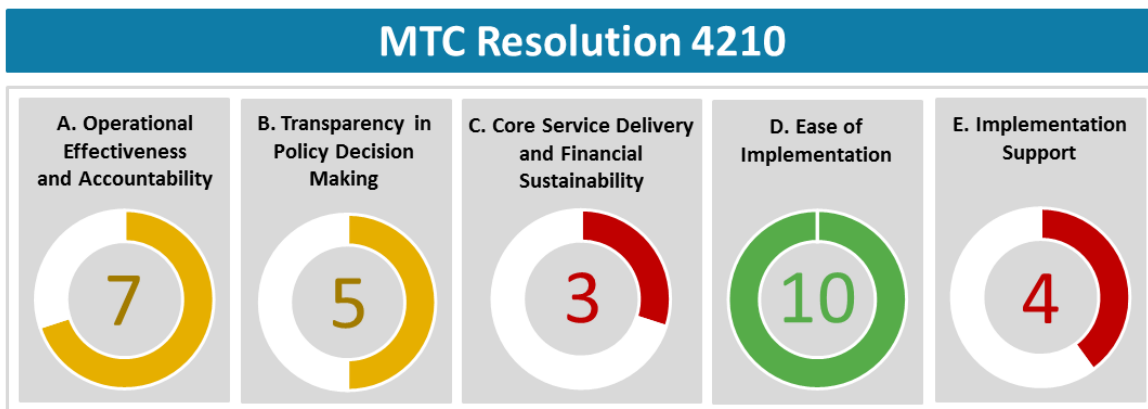 MTC Resolution 4210
A. Operational
Effectiveness
and Accountability
7
B. Transparency in
Policy Decision
Making
5
C. Core Service Delivery
and Financial
Sustainability
3
D. Ease of
Implementation
10
E. Implementation
Support
4